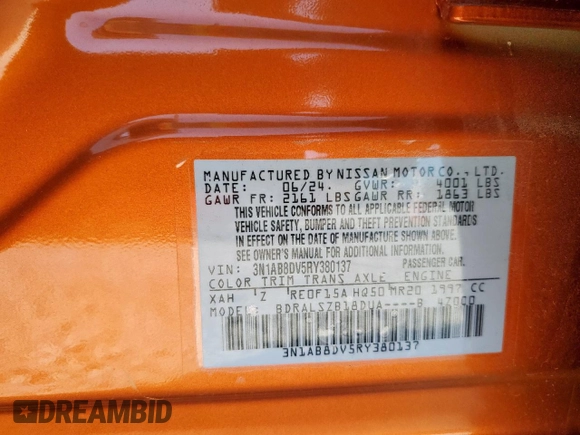 MANUFACTURED BY NISSAN MOTOR CO., LTD.
DATE: 06/24. GVWR: 4001 LBS
GAWR FR: 2161 LBS GAWR RR: 1863 LBS
THIS VEHICLE CONFORMS TO ALL APPLICABLE FEDERAL MOTOR
VEHICLE SAFETY, BUMPER AND THEFT PREVENTION STANDARDS
IN EFFECT ON THE DATE OF MANUFACTURE SHOWN ABOVE.
SEE OWNER'S MANUAL FOR ADDITIONAL INFORMATION.
VIN: 3N1AB8DV5RY380137 PASSENGER CAR.
COLOR TRIM TRANS AXLE ENGINE
XAH Z RE0F15A HQ50 MR20 1997 CC
MODEL: BDRALSZB18DUA----B 47000
3N1AB8DV5RY380137
DREAMBID